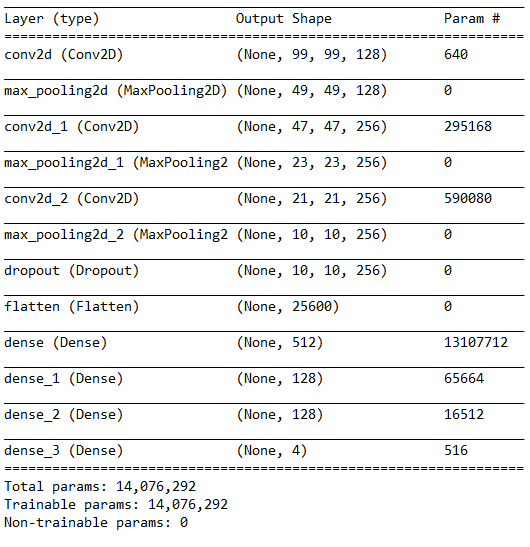 Layer (type) Output Shape Param #
=================================================================
conv2d (Conv2D) (None, 99, 99, 128) 640
max_pooling2d (MaxPooling2D) (None, 49, 49, 128) 0
conv2d_1 (Conv2D) (None, 47, 47, 256) 295168
max_pooling2d_1 (MaxPooling2 (None, 23, 23, 256) 0
conv2d_2 (Conv2D) (None, 21, 21, 256) 590080
max_pooling2d_2 (MaxPooling2 (None, 10, 10, 256) 0
dropout (Dropout) (None, 10, 10, 256) 0
flatten (Flatten) (None, 25600) 0
dense (Dense) (None, 512) 13107712
dense_1 (Dense) (None, 128) 65664
dense_2 (Dense) (None, 128) 16512
dense_3 (Dense) (None, 4) 516
=================================================================
Total params: 14,076,292
Trainable params: 14,076,292
Non-trainable params: 0